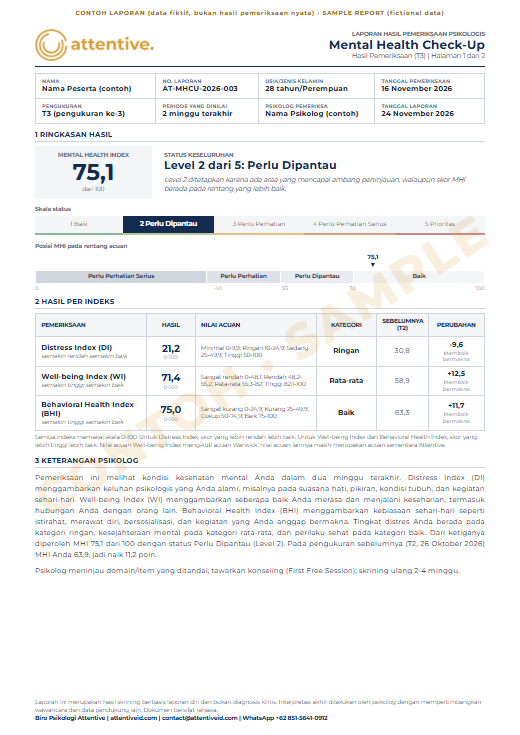 CONTOH LAPORAN (data fiktif, bukan hasil pemeriksaan nyata) - SAMPLE REPORT (fictional data)
attentive.
LAPORAN HASIL PEMERIKSAAN PSIKOLOGIS
Mental Health Check-Up
Hasil Pemeriksaan (T3) | Halaman 1 dari 2
NAMA
Nama Peserta (contoh)
NO. LAPORAN
AT-MHCU-2026-003
USIA/JENIS KELAMIN
28 tahun/Perempuan
TANGGAL PEMERIKSAAN
16 November 2026
PENGUKURAN
T3 (pengukuran ke-3)
PERIODE YANG DINILAI
2 minggu terakhir
PSIKOLOG PEMERIKSA
Nama Psikolog (contoh)
TANGGAL LAPORAN
24 November 2026
1 RINGKASAN HASIL
MENTAL HEALTH INDEX
75,1
dari 100
STATUS KESELURUHAN
Level 2 dari 5: Perlu Dipantau
Level 2 ditetapkan karena ada area yang mencapai ambang peninjauan, walaupun skor MHI
berada pada rentang yang lebih baik.
Skala status
1 Baik
2 Perlu Dipantau
3 Perlu Perhatian
4 Perlu Perhatian Serius
5 Prioritas
Posisi MHI pada rentang acuan
75,1
Perlu Perhatian Serius
Perlu Perhatian
Perlu Dipantau
Baik
0
40
55
70
100
2 HASIL PER INDEKS
PEMERIKSAAN
HASIL
NILAI ACUAN
KATEGORI
SEBELUMNYA
(T2)
PERUBAHAN
Distress Index (DI)
semakin rendah semakin baik
21,2
0-100
Minimal 0-9,9; Ringan 10-24,9; Sedang
25-49,9; Tinggi 50-100
Ringan
30,8
-9,6
Membaik
bermakna
Well-being Index (WI)
semakin tinggi semakin baik
71,4
0-100
Sangat rendah 0-48,1; Rendah 48,2-
55,2; Rata-rata 55,3-82; Tinggi 82,1-100
Rata-rata
58,9
+12,5
Membaik
bermakna
Behavioral Health Index
(BHI)
semakin tinggi semakin baik
75,0
0-100
Sangat kurang 0-24,9; Kurang 25-49,9;
Cukup 50-74,9; Baik 75-100
Baik
63,3
+11,7
Membaik
bermakna
Semua indeks memakai skala 0-100. Untuk Distress Index, skor yang lebih rendah lebih baik. Untuk Well-being Index dan Behavioral Health Index, skor yang
lebih tinggi lebih baik. Nilai acuan Well-being Index mengikuti acuan Warwick; nilai acuan lainnya masih merupakan acuan sementara Attentive.
3 KETERANGAN PSIKOLOG
Pemeriksaan ini melihat kondisi kesehatan mental Anda dalam dua minggu terakhir. Distress Index (DI)
menggambarkan keluhan psikologis yang Anda alami, misalnya pada suasana hati, pikiran, kondisi tubuh, dan kegiatan
sehari-hari. Well-being Index (WI) menggambarkan seberapa baik Anda merasa dan menjalani keseharian, termasuk
hubungan Anda dengan orang lain. Behavioral Health Index (BHI) menggambarkan kebiasaan sehari-hari seperti
istirahat, merawat diri, bersosialisasi, dan kegiatan yang Anda anggap bermakna. Tingkat distres Anda berada pada
kategori ringan, kesejahteraan mental pada kategori rata-rata, dan perilaku sehat pada kategori baik. Dari ketiganya
diperoleh MHI 75,1 dari 100 dengan status Perlu Dipantau (Level 2). Pada pengukuran sebelumnya (T2, 26 Oktober 2026)
MHI Anda 63,9, jadi naik 11,2 poin.
Psikolog meninjau domain/item yang ditandai; tawarkan konseling (First Free Session); skrining ulang 2-4 minggu.
CONTOH · SAMPLE
Laporan ini merupakan hasil skrining berbasis laporan diri dan bukan diagnosis klinis. Interpretasi akhir dilakukan oleh psikolog dengan mempertimbangkan
wawancara dan data pendukung lain. Dokumen bersifat rahasia.
Biro Psikologi Attentive | attentiveid.com | contact@attentiveid.com | WhatsApp +62 851-5641-0912